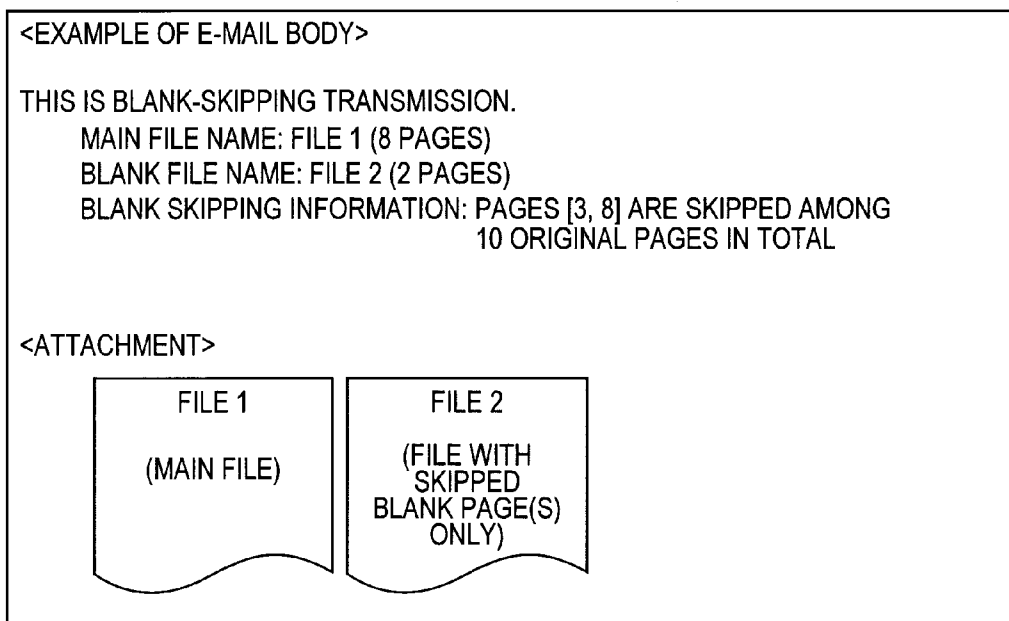 <EXAMPLE OF E-MAIL BODY>
THIS IS BLANK-SKIPPING TRANSMISSION.
MAIN FILE NAME: FILE 1 (8 PAGES)
BLANK FILE NAME: FILE 2 (2 PAGES)
BLANK SKIPPING INFORMATION: PAGES [3, 8] ARE SKIPPED AMONG
10 ORIGINAL PAGES IN TOTAL
<ATTACHMENT>
FILE 1
(MAIN FILE)
FILE 2
(FILE WITH
SKIPPED
BLANK PAGE(S)
ONLY)